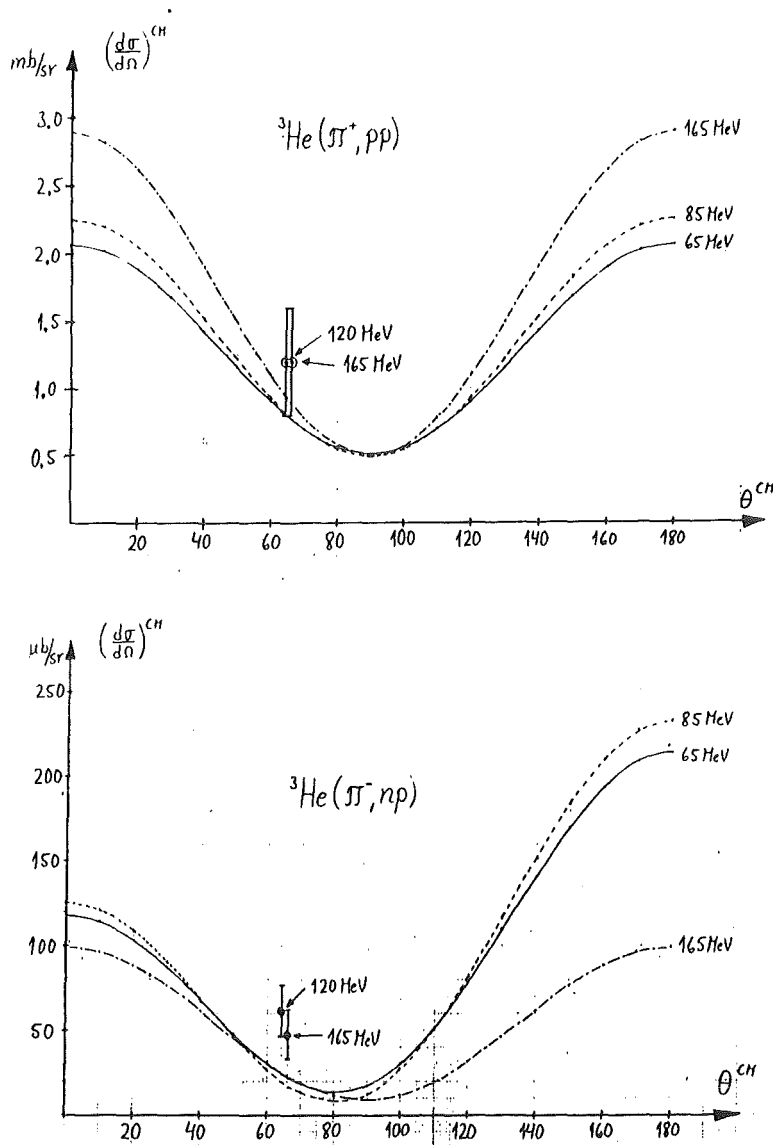 mb/sr (dσ/dΩ)^CM
³He(π⁺,pp)
3,0
2,5
2,0
1,5
1,0
0,5
165 MeV
85 MeV
65 MeV
120 MeV
165 MeV
θ^CM
20 40 60 80 100 120 140 160 180
μb/sr (dσ/dΩ)^CM
³He(π⁻,np)
250
200
150
100
50
85 MeV
65 MeV
165 MeV
120 MeV
165 MeV
θ^CM
20 40 60 80 100 120 140 160 180